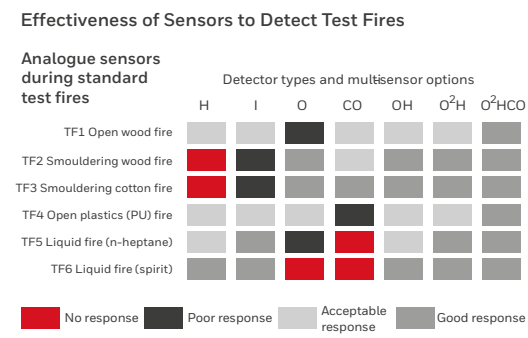 Effectiveness of Sensors to Detect Test Fires
Analogue sensors
during standard
test fires
Detector types and multisensor options
H I O CO OH O²H O²HCO
TF1 Open wood fire
TF2 Smouldering wood fire
TF3 Smouldering cotton fire
TF4 Open plastics (PU) fire
TF5 Liquid fire (n-heptane)
TF6 Liquid fire (spirit)
No response Poor response Acceptable
response Good response